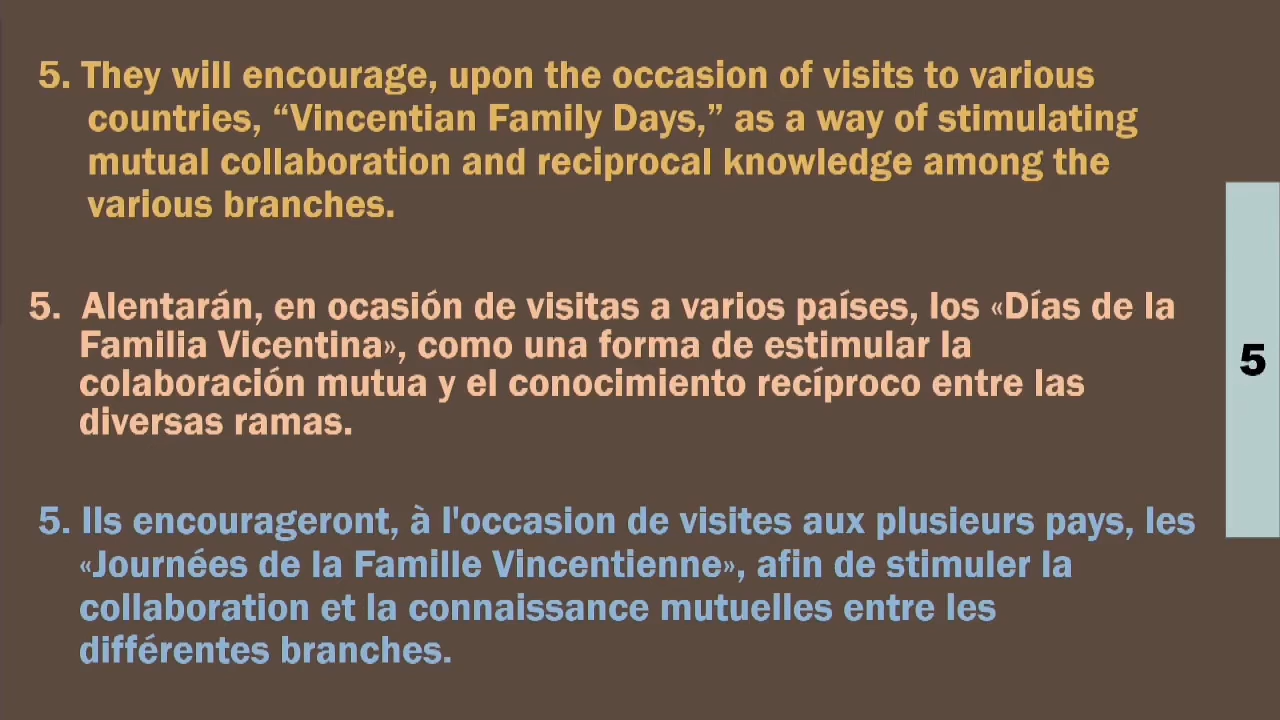 5. They will encourage, upon the occasion of visits to various
countries, “Vincentian Family Days,” as a way of stimulating
mutual collaboration and reciprocal knowledge among the
various branches.
5. Alentarán, en ocasión de visitas a varios países, los «Días de la
Familia Vicentina», como una forma de estimular la
colaboración mutua y el conocimiento recíproco entre las
diversas ramas.
5
5. Ils encourageront, à l'occasion de visites aux plusieurs pays, les
«Journées de la Famille Vincentienne», afin de stimuler la
collaboration et la connaissance mutuelles entre les
différentes branches.